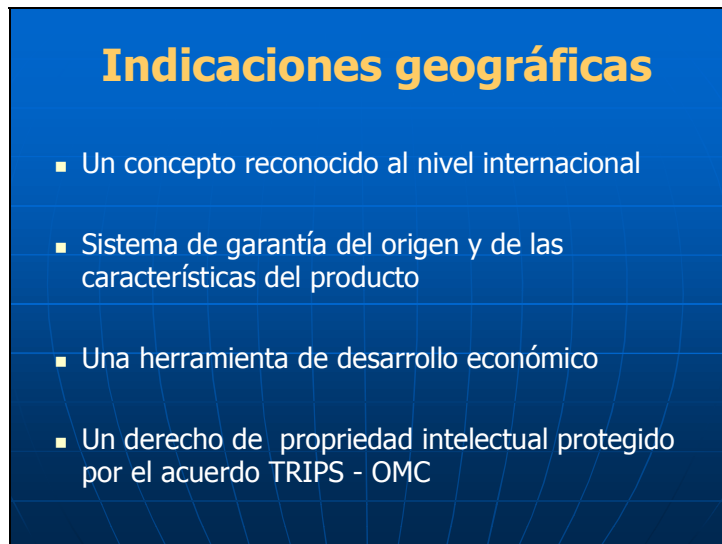 Indicaciones geográficas
Un concepto reconocido al nivel internacional
Sistema de garantía del origen y de las
características del producto
Una herramienta de desarrollo económico
Un derecho de  propriedad intelectual protegido
por el acuerdo TRIPS - OMC